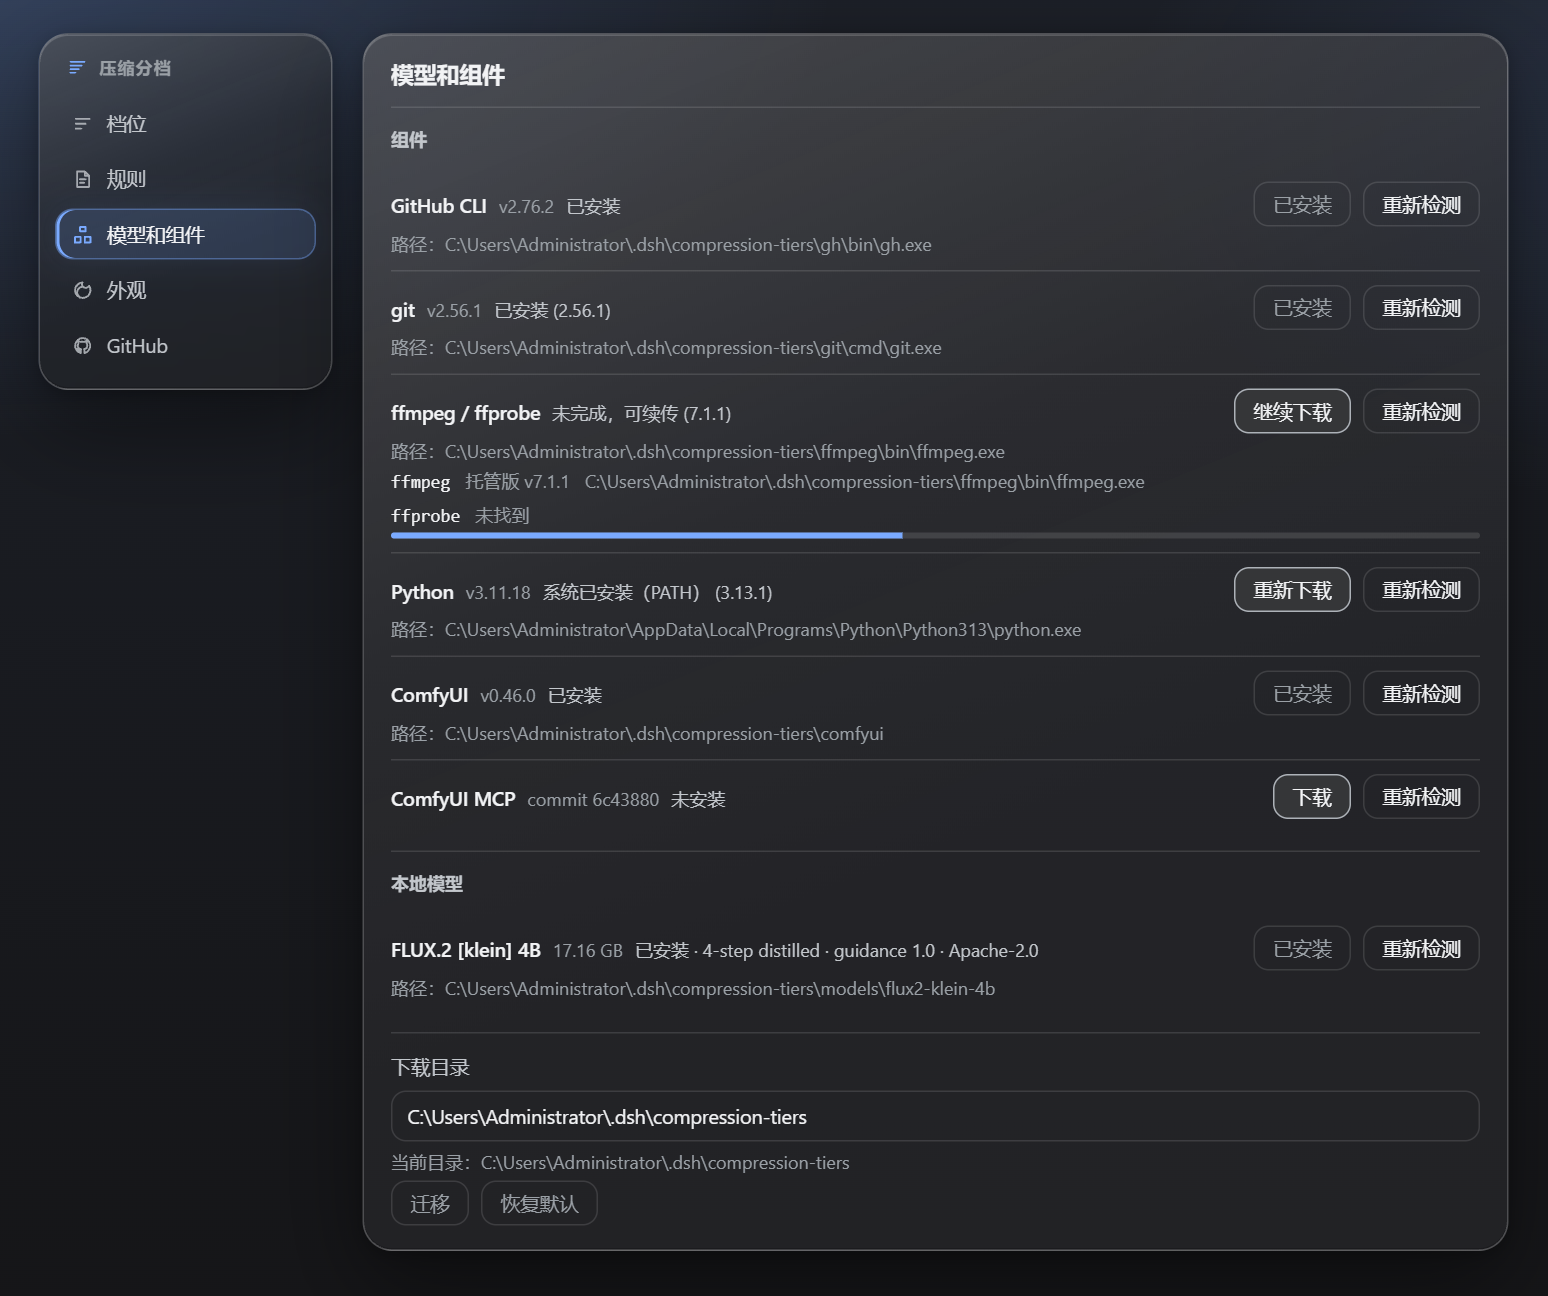 压缩分档
档位
规则
模型和组件
外观
GitHub
模型和组件
组件
GitHub CLI v2.76.2 已安装 已安装 重新检测
路径：C:\Users\Administrator\.dsh\compression-tiers\gh\bin\gh.exe
git v2.56.1 已安装 (2.56.1) 已安装 重新检测
路径：C:\Users\Administrator\.dsh\compression-tiers\git\cmd\git.exe
ffmpeg / ffprobe 未完成，可续传 (7.1.1) 继续下载 重新检测
路径：C:\Users\Administrator\.dsh\compression-tiers\ffmpeg\bin\ffmpeg.exe
ffmpeg 托管版 v7.1.1 C:\Users\Administrator\.dsh\compression-tiers\ffmpeg\bin\ffmpeg.exe
ffprobe 未找到
Python v3.11.18 系统已安装（PATH） (3.13.1) 重新下载 重新检测
路径：C:\Users\Administrator\AppData\Local\Programs\Python\Python313\python.exe
ComfyUI v0.46.0 已安装 已安装 重新检测
路径：C:\Users\Administrator\.dsh\compression-tiers\comfyui
ComfyUI MCP commit 6c43880 未安装 下载 重新检测
本地模型
FLUX.2 [klein] 4B 17.16 GB 已安装 · 4-step distilled · guidance 1.0 · Apache-2.0 已安装 重新检测
路径：C:\Users\Administrator\.dsh\compression-tiers\models\flux2-klein-4b
下载目录
C:\Users\Administrator\.dsh\compression-tiers
当前目录：C:\Users\Administrator\.dsh\compression-tiers
迁移 恢复默认